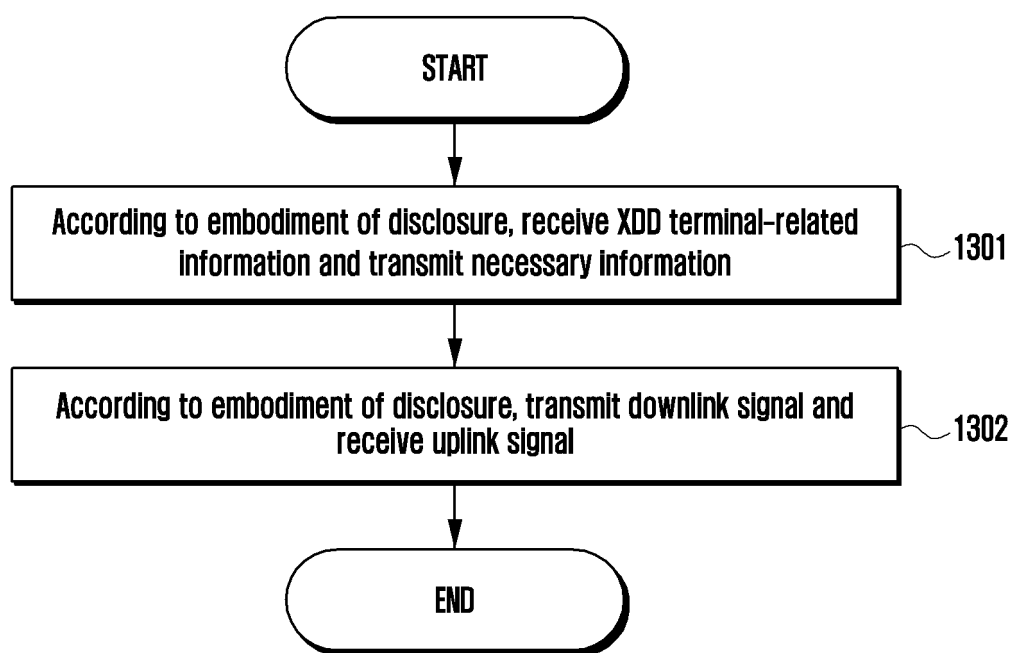 START
According to embodiment of disclosure, receive XDD terminal-related
information and transmit necessary information
1301
According to embodiment of disclosure, transmit downlink signal and
receive uplink signal
1302
END